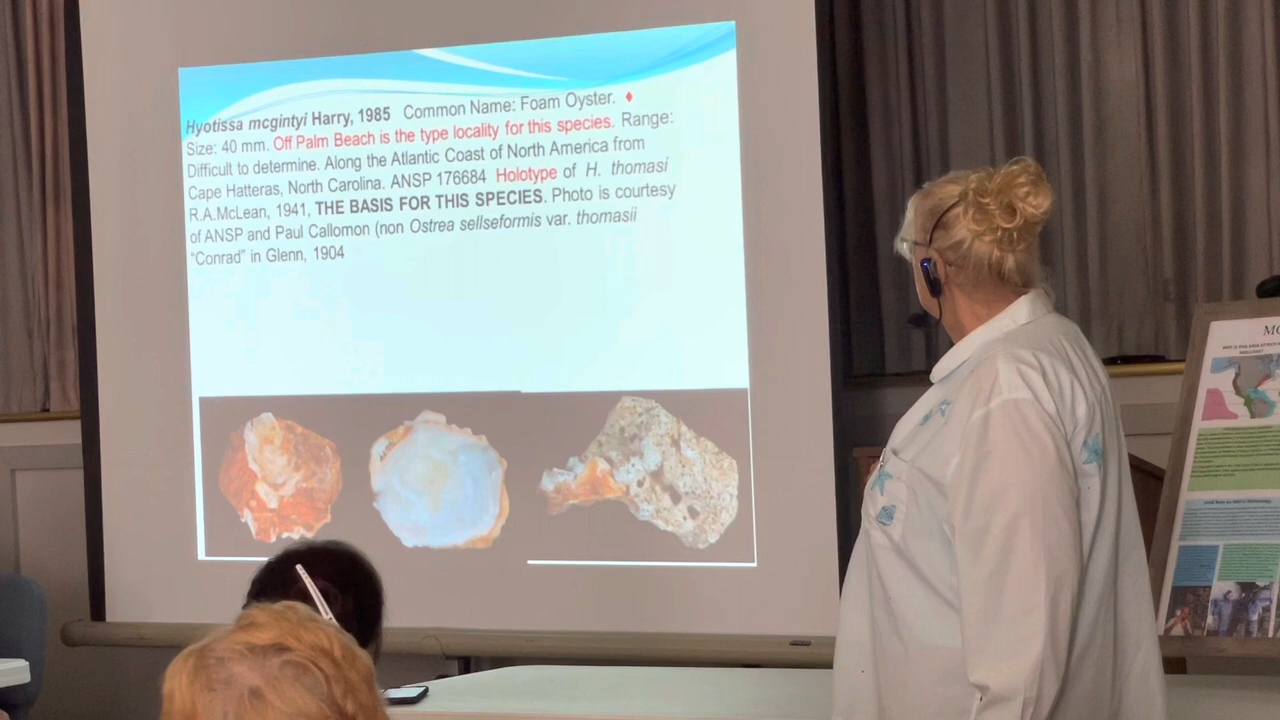 Hyotissa mcgintyi Harry, 1985 Common Name: Foam Oyster. ♦
Size: 40 mm. Off Palm Beach is the type locality for this species. Range:
Difficult to determine. Along the Atlantic Coast of North America from
Cape Hatteras, North Carolina. ANSP 176684 Holotype of H. thomasi
R.A.McLean, 1941, THE BASIS FOR THIS SPECIES. Photo is courtesy
of ANSP and Paul Callomon (non Ostrea sellseformis var. thomasii
“Conrad” in Glenn, 1904